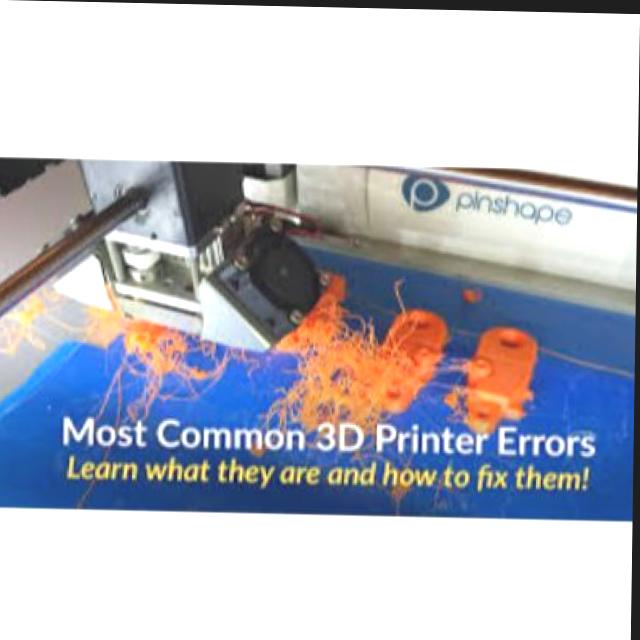 pinshape
Most Common 3D Printer Errors
Learn what they are and how to fix them!